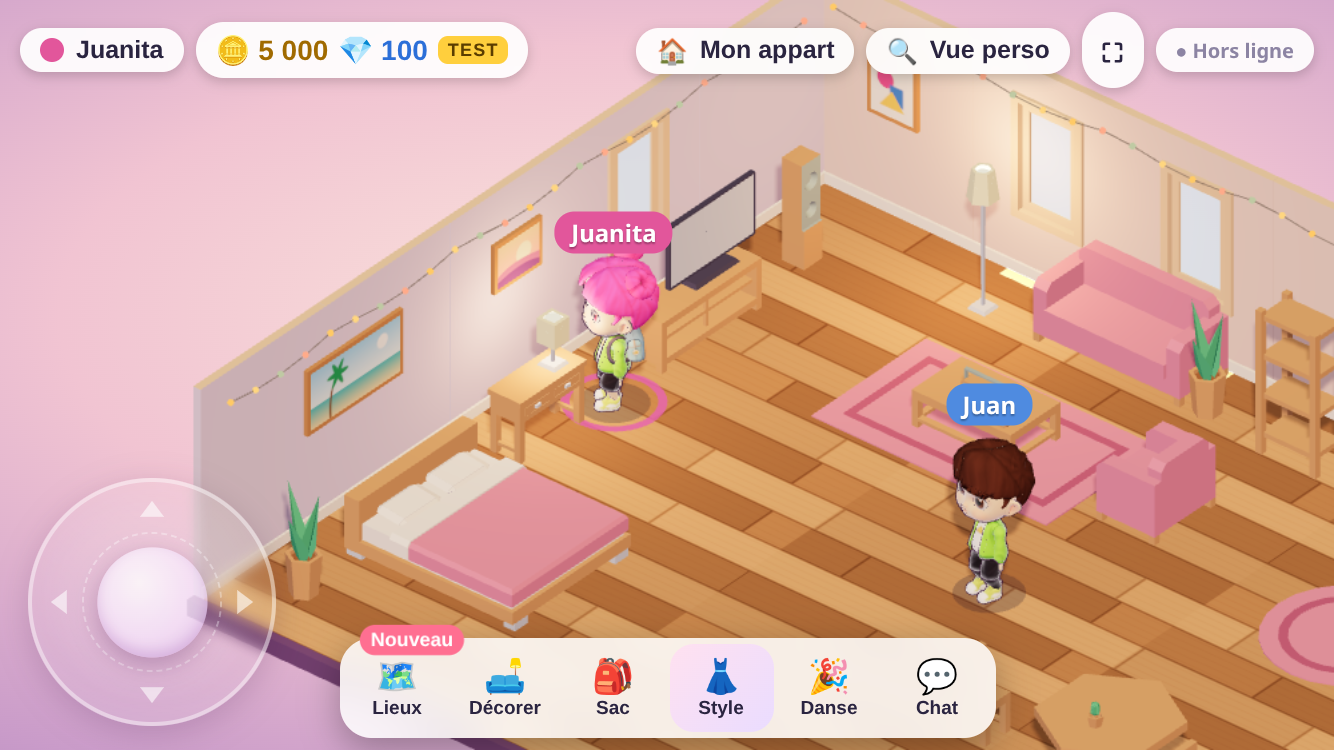 Juanita
5 000
100
TEST
Mon appart
Vue perso
Hors ligne
Juanita
Juan
Nouveau
Lieux
Décorer
Sac
Style
Danse
Chat